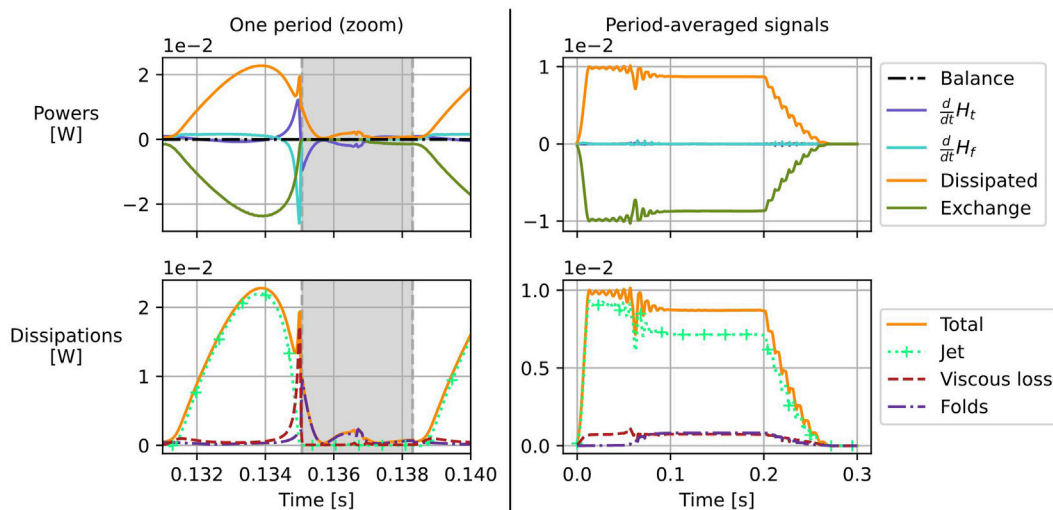 One period (zoom)
Period-averaged signals
1e−2
1e−2
Powers
[W]
2
0
−2
1
0
−1
Balance
d/dt H_t
d/dt H_f
Dissipated
Exchange
1e−2
1e−2
Dissipations
[W]
2
1
0
1.0
0.5
0.0
Total
Jet
Viscous loss
Folds
0.132 0.134 0.136 0.138 0.140
0.0 0.1 0.2 0.3
Time [s]
Time [s]